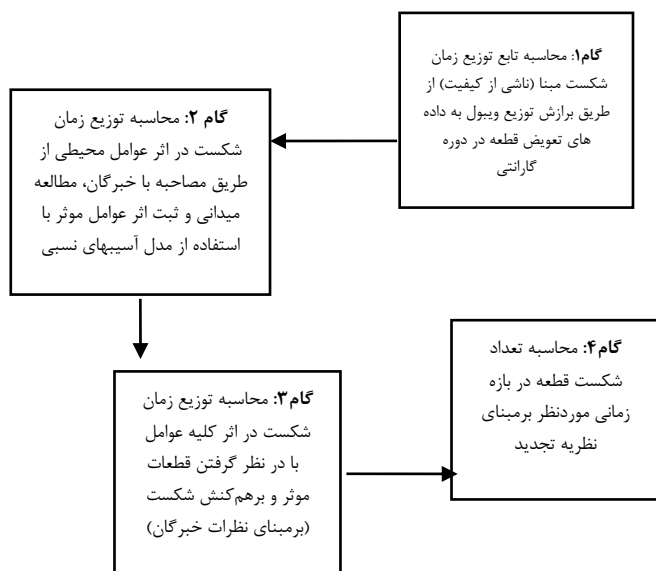 گام۱: محاسبه تابع توزیع زمان
شکست مبنا (ناشی از کیفیت) از
طریق برازش توزیع ویبول به داده
های تعویض قطعه در دوره
گارانتی
گام ۲: محاسبه توزیع زمان
شکست در اثر عوامل محیطی از
طریق مصاحبه با خبرگان، مطالعه
میدانی و ثبت اثر عوامل موثر با
استفاده از مدل آسیبهای نسبی
گام۳: محاسبه توزیع زمان
شکست در اثر کلیه عوامل
با در نظر گرفتن قطعات
موثر و برهم‌کنش شکست
(برمبنای نظرات خبرگان)
گام۴: محاسبه تعداد
شکست قطعه در بازه
زمانی موردنظر برمبنای
نظریه تجدید